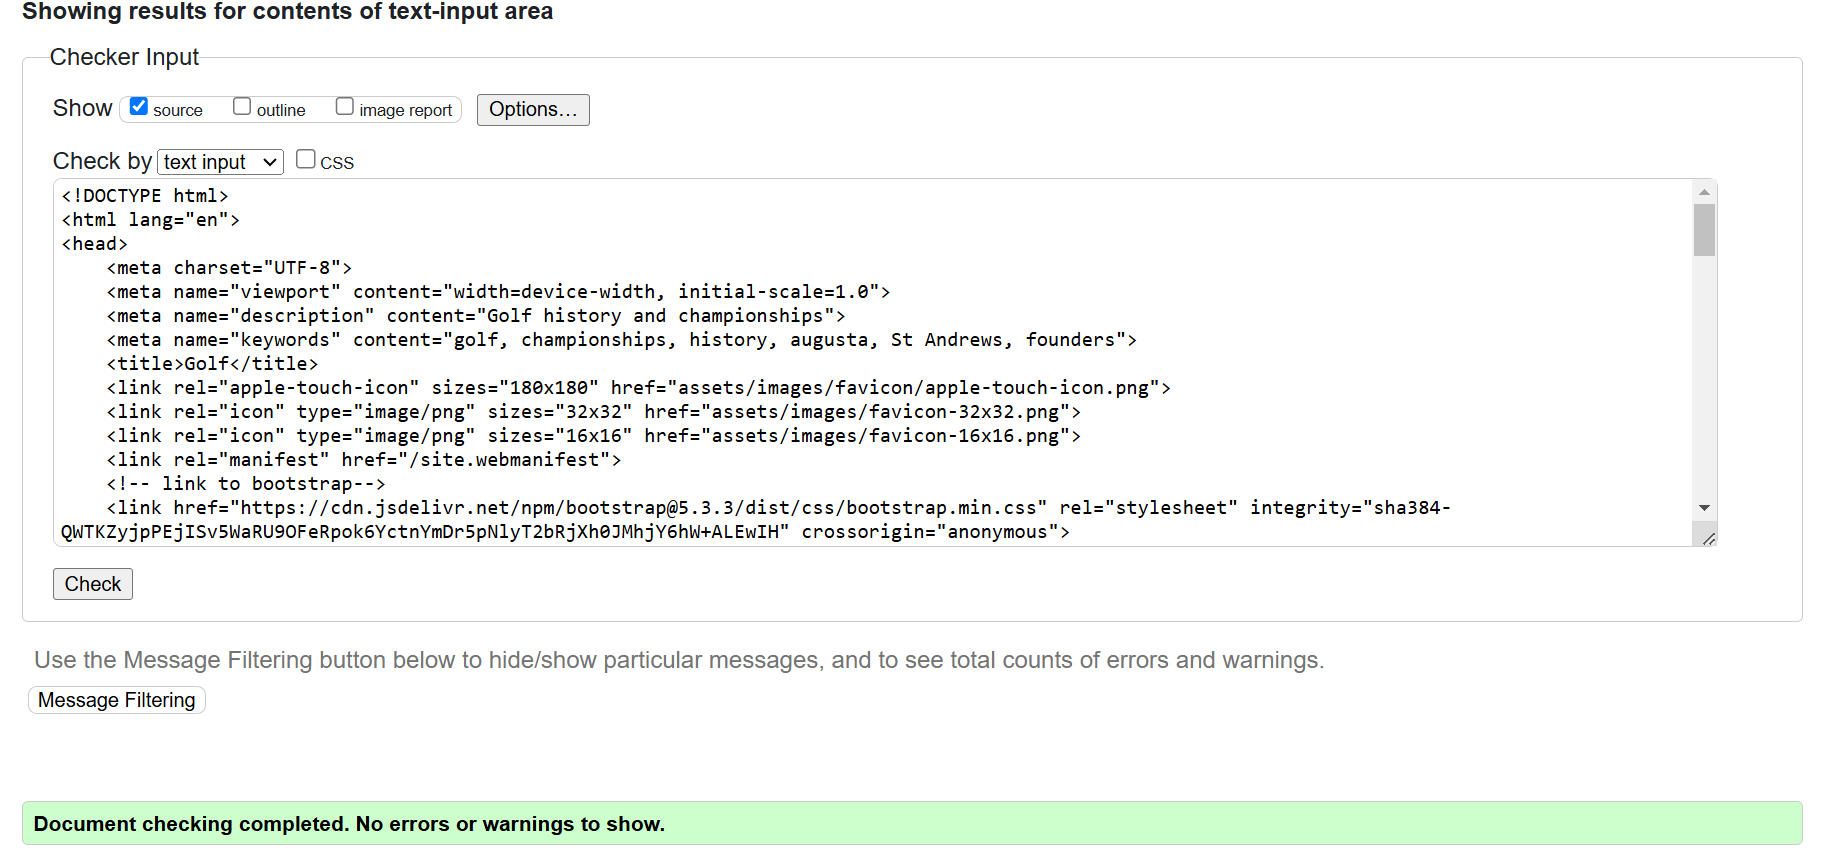 Showing results for contents of text-input area
Checker Input
Show source outline image report Options...
Check by text input CSS
<!DOCTYPE html>
<html lang="en">
<head>
    <meta charset="UTF-8">
    <meta name="viewport" content="width=device-width, initial-scale=1.0">
    <meta name="description" content="Golf history and championships">
    <meta name="keywords" content="golf, championships, history, augusta, St Andrews, founders">
    <title>Golf</title>
    <link rel="apple-touch-icon" sizes="180x180" href="assets/images/favicon/apple-touch-icon.png">
    <link rel="icon" type="image/png" sizes="32x32" href="assets/images/favicon-32x32.png">
    <link rel="icon" type="image/png" sizes="16x16" href="assets/images/favicon-16x16.png">
    <link rel="manifest" href="/site.webmanifest">
    <!-- link to bootstrap-->
    <link href="https://cdn.jsdelivr.net/npm/bootstrap@5.3.3/dist/css/bootstrap.min.css" rel="stylesheet" integrity="sha384-
QWTKZyjpPEjISv5WaRU9OFeRpok6YctnYmDr5pNlyT2bRjXh0JMhjY6hW+ALEwIH" crossorigin="anonymous">
Check
Use the Message Filtering button below to hide/show particular messages, and to see total counts of errors and warnings.
Message Filtering
Document checking completed. No errors or warnings to show.